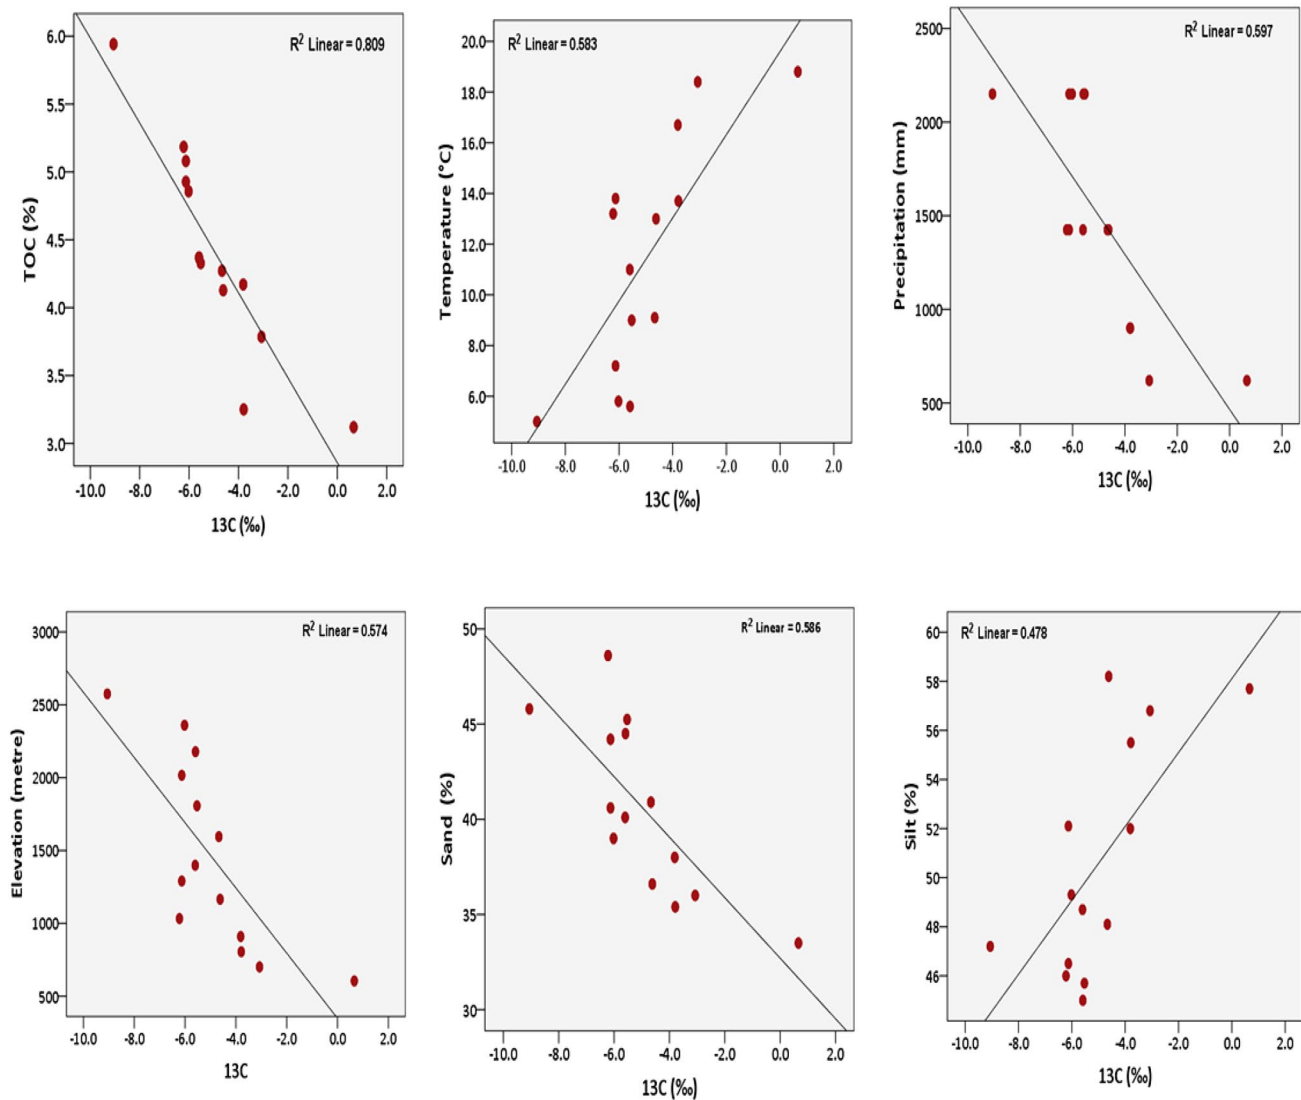 R² Linear = 0.809
TOC (%)
6.0
5.5
5.0
4.5
4.0
3.5
3.0
-10.0 -8.0 -6.0 -4.0 -2.0 0.0 2.0
13C (‰)
R² Linear = 0.583
Temperature (°C)
20.0
18.0
16.0
14.0
12.0
10.0
8.0
6.0
-10.0 -8.0 -6.0 -4.0 -2.0 0.0 2.0
13C (‰)
R² Linear = 0.597
Precipitation (mm)
2500
2000
1500
1000
500
-10.0 -8.0 -6.0 -4.0 -2.0 0.0 2.0
13C (‰)
R² Linear = 0.574
Elevation (metre)
3000
2500
2000
1500
1000
500
-10.0 -8.0 -6.0 -4.0 -2.0 0.0 2.0
13C
R² Linear = 0.586
Sand (%)
50
45
40
35
30
-10.0 -8.0 -6.0 -4.0 -2.0 0.0 2.0
13C (‰)
R² Linear = 0.478
Silt (%)
60
58
56
54
52
50
48
46
-10.0 -8.0 -6.0 -4.0 -2.0 0.0 2.0
13C (‰)